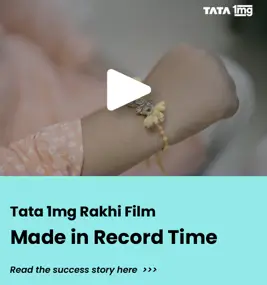 TATA 1mg
Tata 1mg Rakhi Film
Made in Record Time
Read the success story here >>>